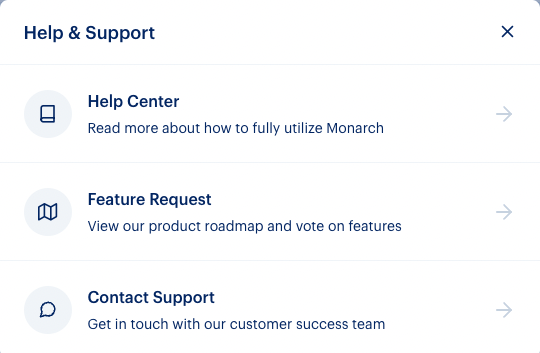 Help & Support
Help Center
Read more about how to fully utilize Monarch
Feature Request
View our product roadmap and vote on features
Contact Support
Get in touch with our customer success team